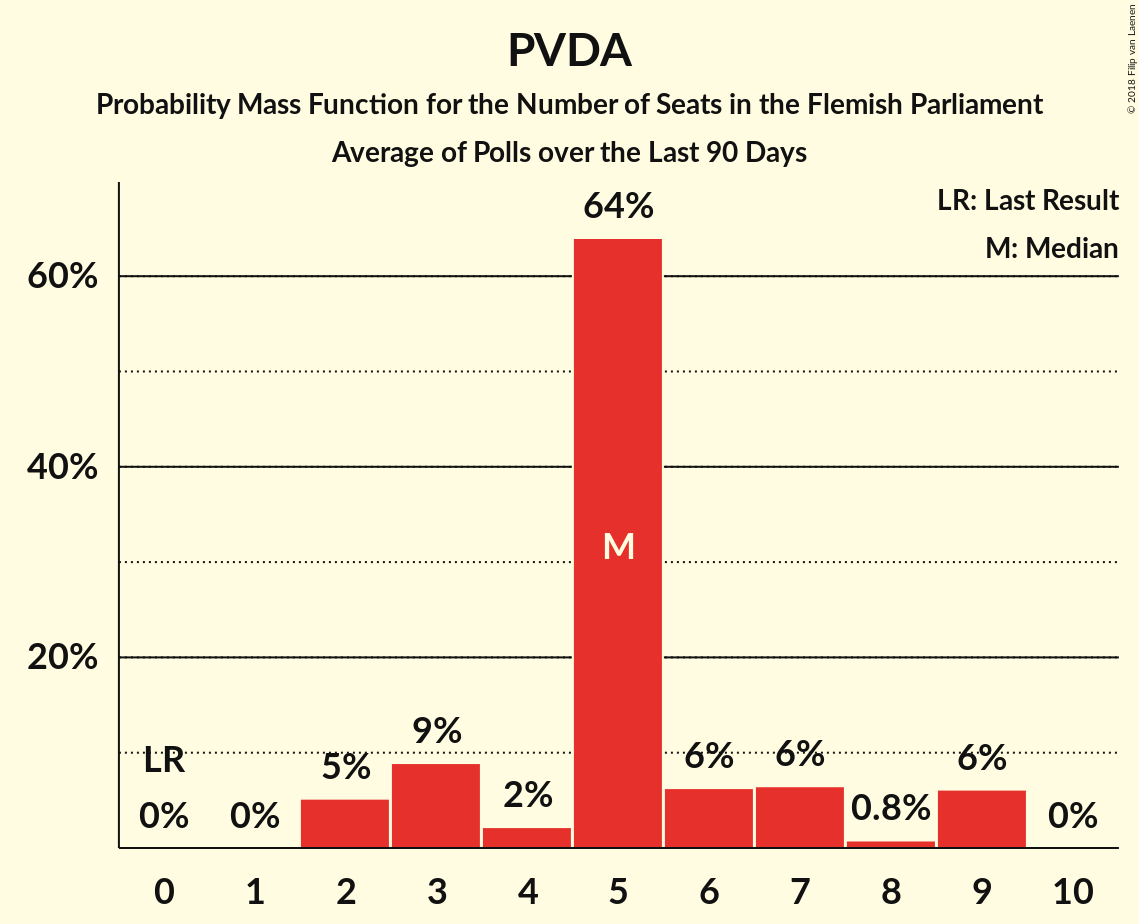 PVDA
Probability Mass Function for the Number of Seats in the Flemish Parliament
Average of Polls over the Last 90 Days
© 2018 Filip van Laenen
LR: Last Result
M: Median
64%
60%
40%
20%
M
LR
0%
0%
5%
9%
2%
6%
6%
0.8%
6%
0%
0 1 2 3 4 5 6 7 8 9 10